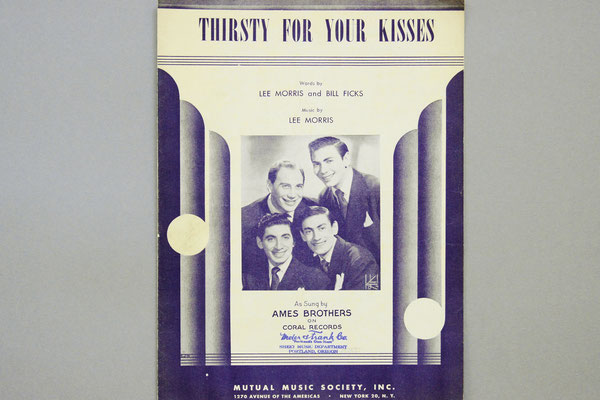 THIRSTY FOR YOUR KISSES
Words by
LEE MORRIS and BILL FICKS
Music by
LEE MORRIS
As Sung by
AMES BROTHERS
ON
CORAL RECORDS
Meier & Frank Co.
SHEET MUSIC DEPARTMENT
PORTLAND, OREGON
MUTUAL MUSIC SOCIETY, INC.
1270 AVENUE OF THE AMERICAS • NEW YORK 20, N. Y.